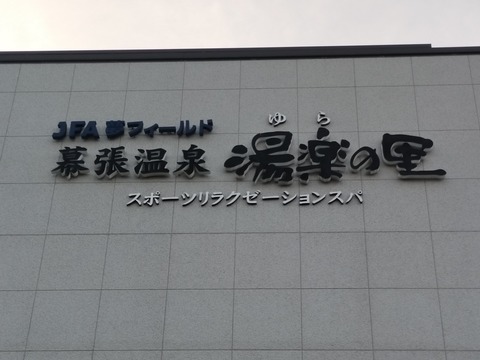 JFA 夢フィールド
幕張温泉 湯楽の里
ゆら
スポーツリラクゼーションスパ